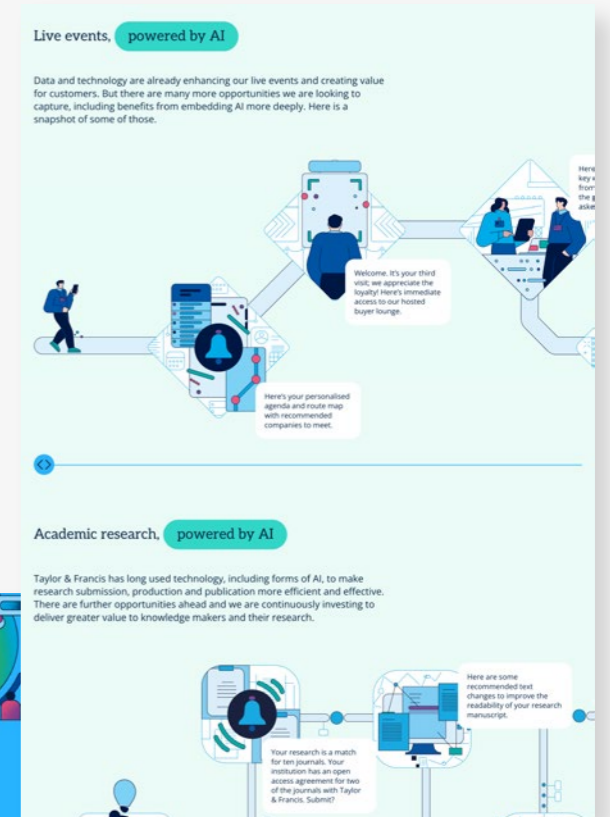 Live events, powered by AI
Data and technology are already enhancing our live events and creating value
for customers. But there are many more opportunities we are looking to
capture, including benefits from embedding AI more deeply. Here is a
snapshot of some of those.
Here
key
from
the
aske
Welcome. It's your third
visit; we appreciate the
loyalty! Here's immediate
access to our hosted
buyer lounge.
Here's your personalised
agenda and route map
with recommended
companies to meet.
Academic research, powered by AI
Taylor & Francis has long used technology, including forms of AI, to make
research submission, production and publication more efficient and effective.
There are further opportunities ahead and we are continuously investing to
deliver greater value to knowledge makers and their research.
Here are some
recommended text
changes to improve the
readability of your research
manuscript.
Your research is a match
for ten journals. Your
institution has an open
access agreement for two
of the journals with Taylor
& Francis. Submit?